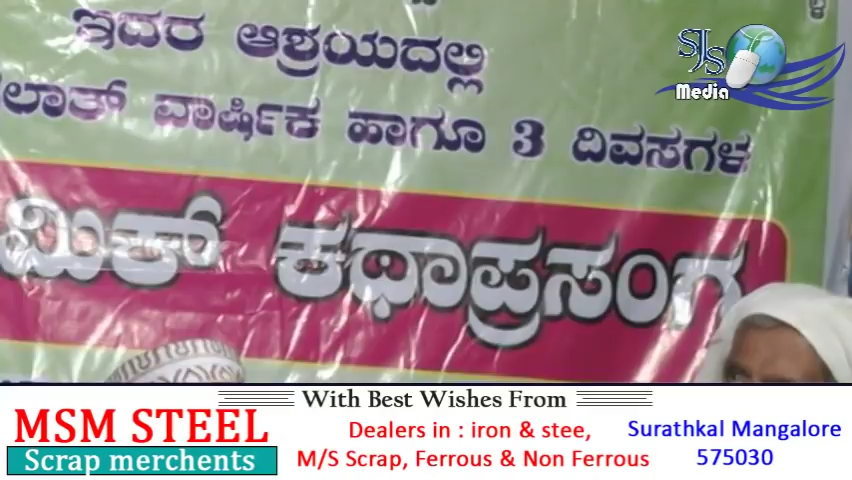 ಇದರ ಆಶ್ರಯದಲ್ಲಿ
ಲಾತ್ ವಾರ್ಷಿಕ ಹಾಗೂ 3 ದಿವಸಗಳ
ಮಿಕ್ ಕಥಾಪ್ರಸಂಗ
SJS
Media
With Best Wishes From
MSM STEEL
Scrap merchents
Dealers in : iron & stee,
M/S Scrap, Ferrous & Non Ferrous
Surathkal Mangalore
575030